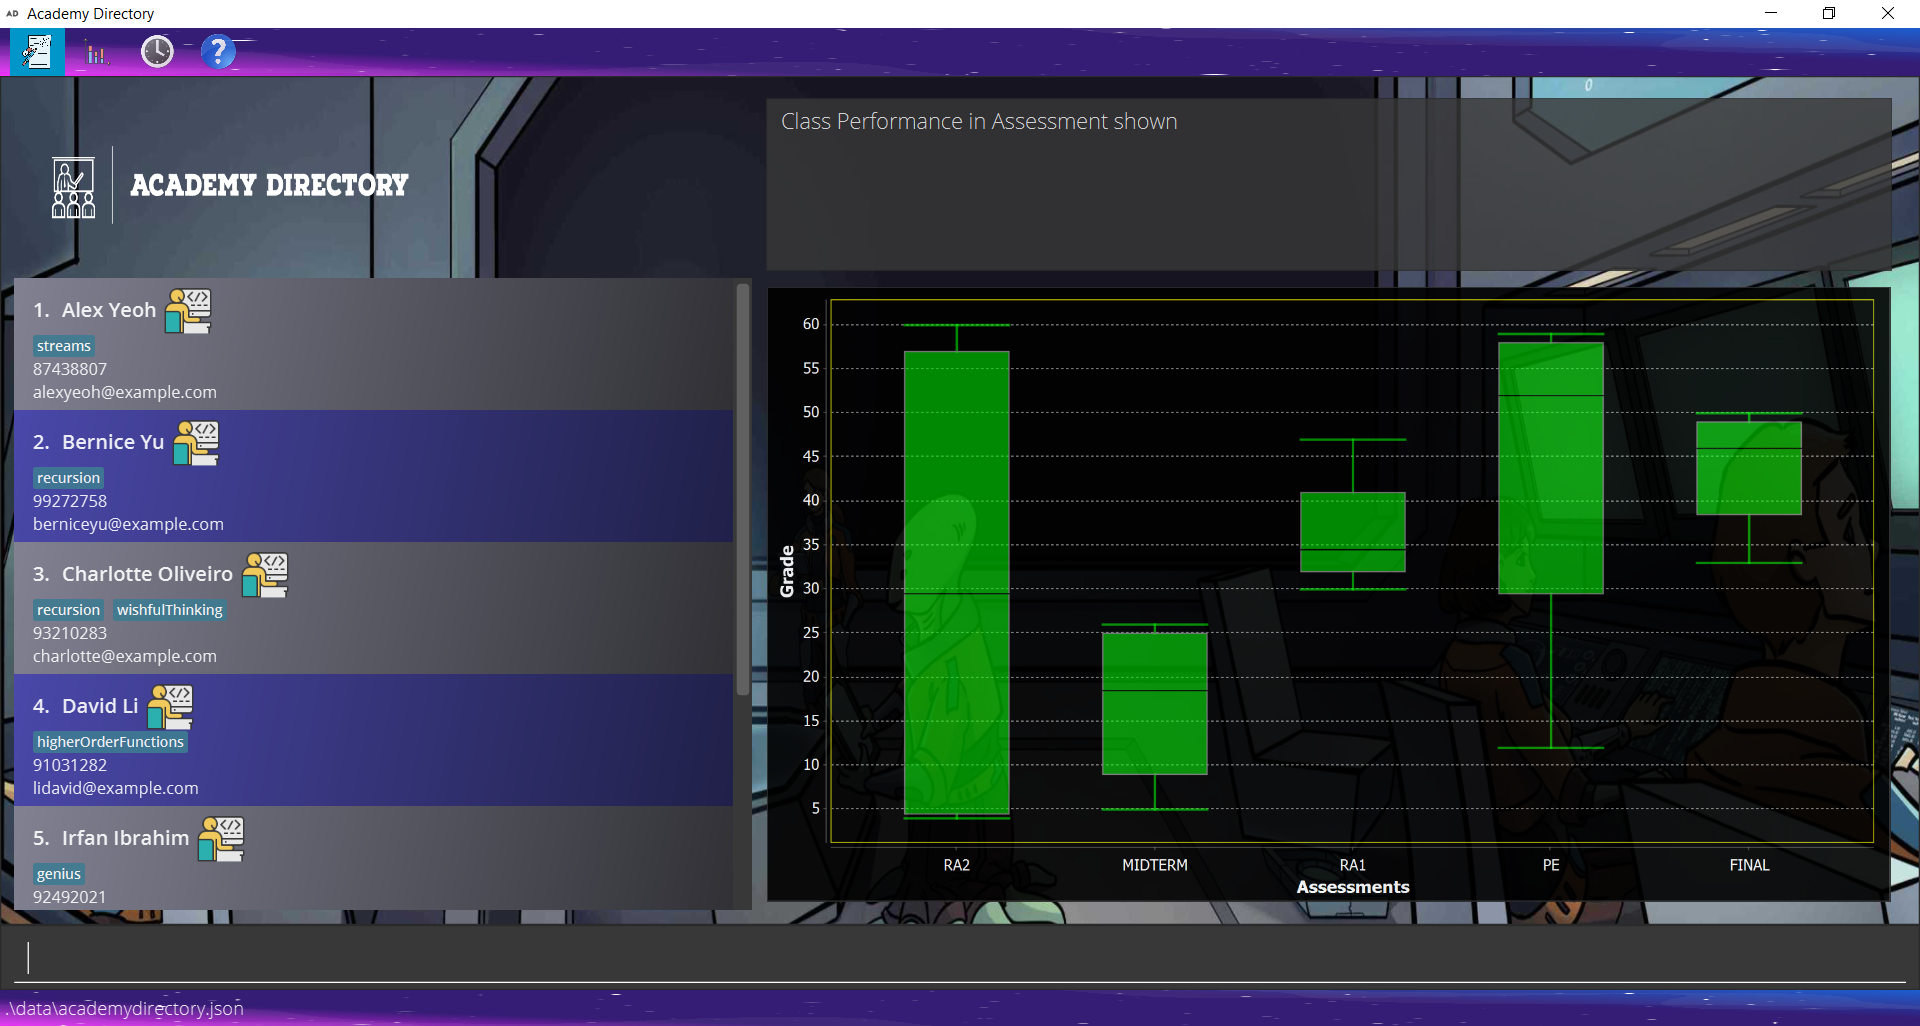 AD Academy Directory
ACADEMY DIRECTORY
Class Performance in Assessment shown
1. Alex Yeoh
streams
87438807
alexyeoh@example.com
2. Bernice Yu
recursion
99272758
berniceyu@example.com
3. Charlotte Oliveiro
recursion wishfulThinking
93210283
charlotte@example.com
4. David Li
higherOrderFunctions
91031282
lidavid@example.com
5. Irfan Ibrahim
genius
92492021
Grade
60
55
50
45
40
35
30
25
20
15
10
5
RA2 MIDTERM RA1 PE FINAL
Assessments
.\data\academydirectory.json